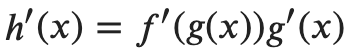 h′(x) = f′(g(x))g′(x)